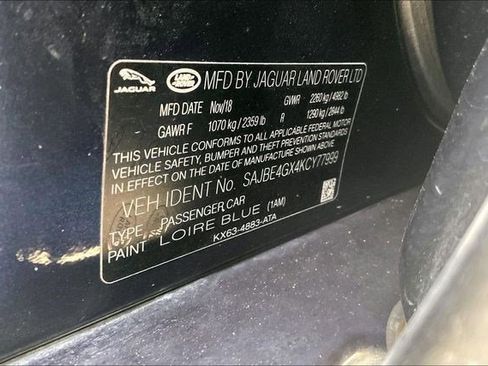 JAGUAR LAND ROVER MFD BY JAGUAR LAND ROVER LTD
MFD DATE Nov/18 GVWR 2260 kg / 4982 lb
GAWR F 1070 kg / 2359 lb R 1290 kg / 2844 lb
THIS VEHICLE CONFORMS TO ALL APPLICABLE FEDERAL MOTOR
VEHICLE SAFETY, BUMPER, AND THEFT PREVENTION STANDARDS
IN EFFECT ON THE DATE OF MANUFACTURE SHOWN ABOVE
VEH IDENT No. SAJBE4GX4KCY77999
TYPE PASSENGER CAR
PAINT LOIRE BLUE (1AM)
KX63-4883-ATA